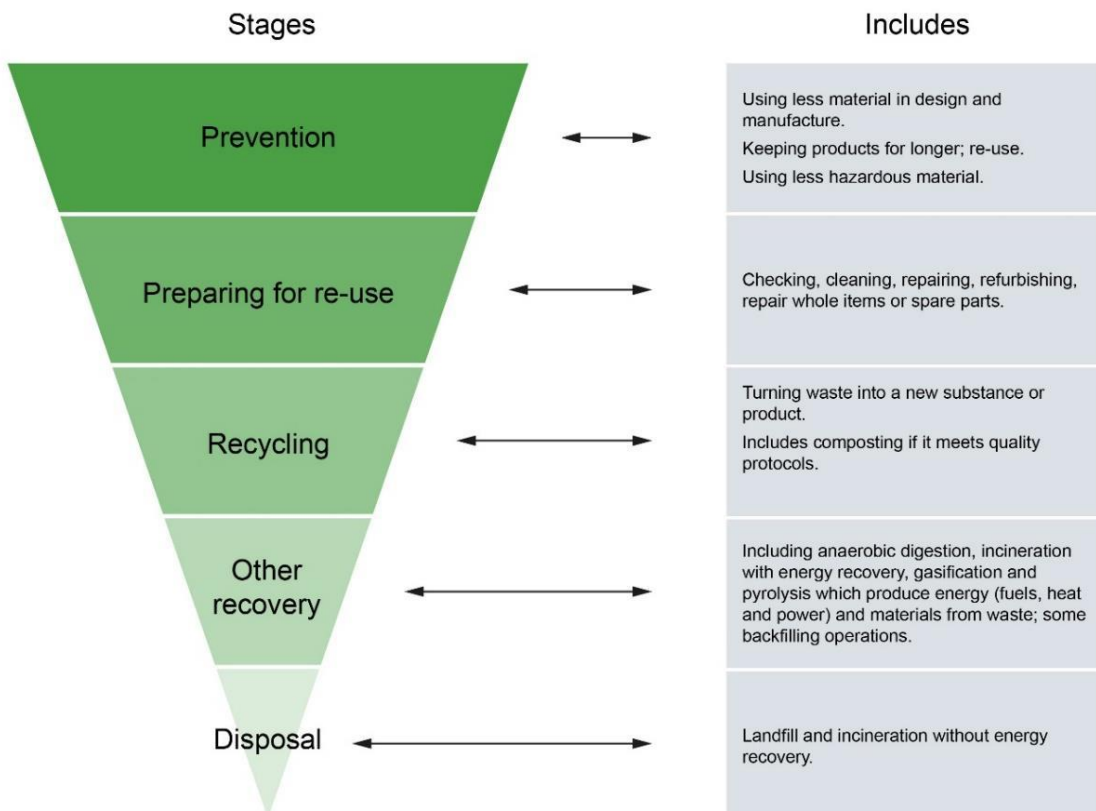 Stages
Includes
Prevention
Using less material in design and
manufacture.
Keeping products for longer; re-use.
Using less hazardous material.
Preparing for re-use
Checking, cleaning, repairing, refurbishing,
repair whole items or spare parts.
Recycling
Turning waste into a new substance or
product.
Includes composting if it meets quality
protocols.
Other
recovery
Including anaerobic digestion, incineration
with energy recovery, gasification and
pyrolysis which produce energy (fuels, heat
and power) and materials from waste; some
backfilling operations.
Disposal
Landfill and incineration without energy
recovery.